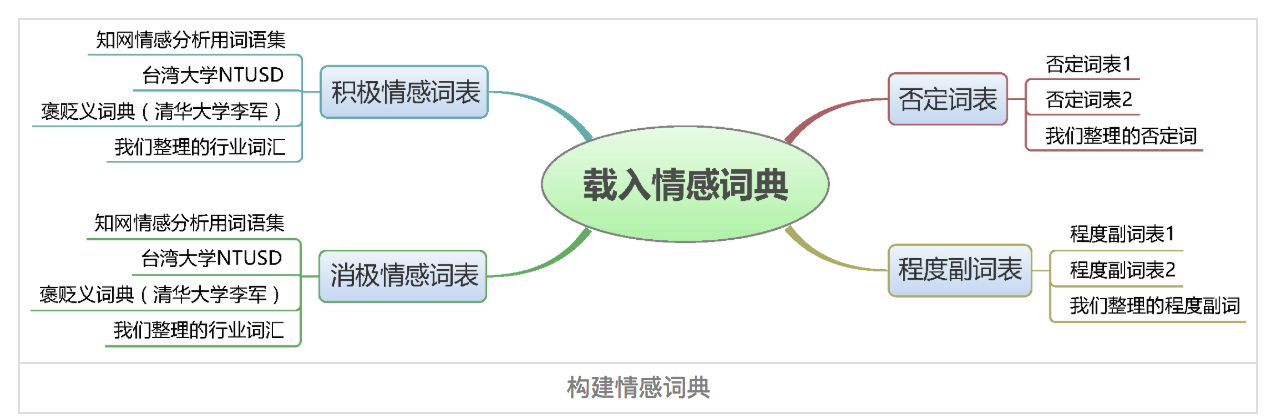 知网情感分析用词语集
台湾大学NTUSD
褒贬义词典（清华大学李军）
我们整理的行业词汇
积极情感词表
知网情感分析用词语集
台湾大学NTUSD
褒贬义词典（清华大学李军）
我们整理的行业词汇
消极情感词表
载入情感词典
否定词表
否定词表1
否定词表2
我们整理的否定词
程度副词表
程度副词表1
程度副词表2
我们整理的程度副词
构建情感词典